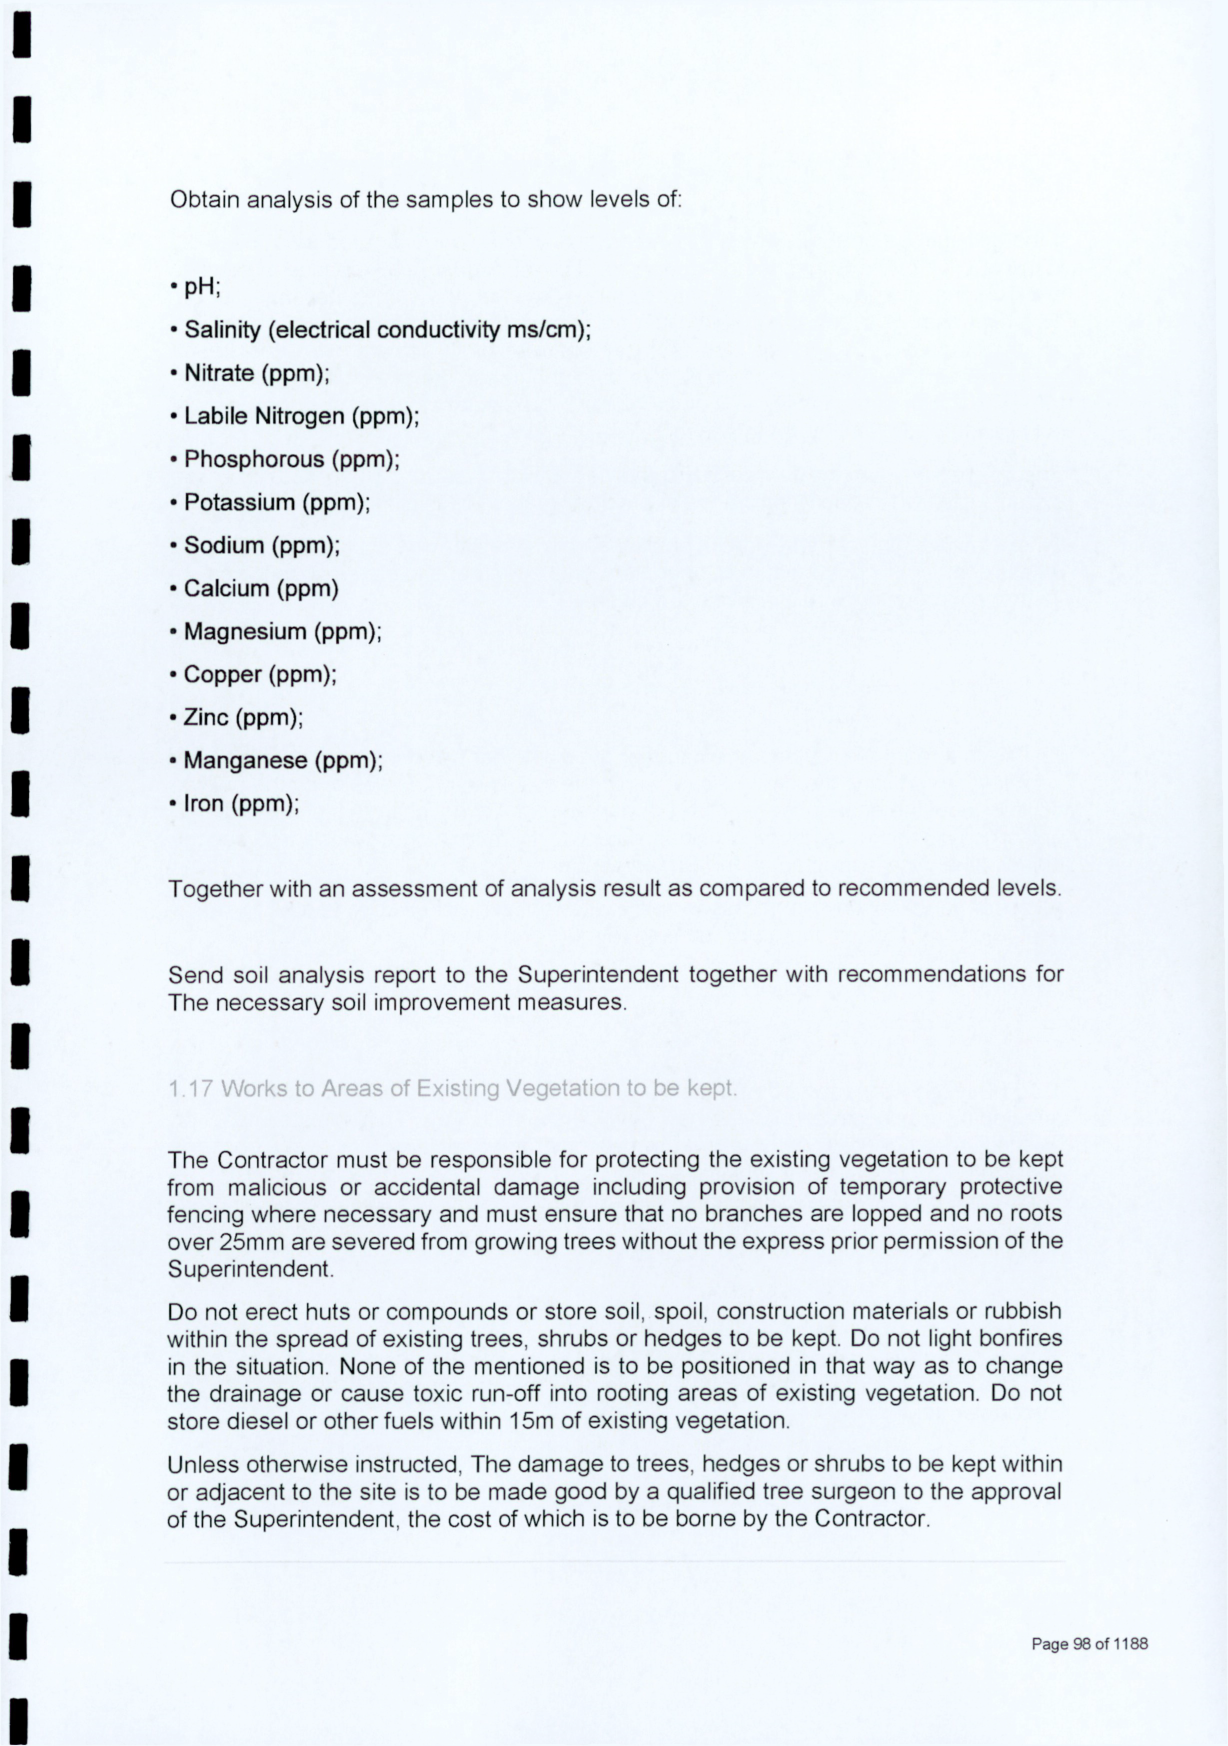 Obtain analysis of the samples to show levels of:
• pH;
• Salinity (electrical conductivity ms/cm);
• Nitrate (ppm);
• Labile Nitrogen (ppm);
• Phosphorous (ppm);
• Potassium (ppm);
• Sodium (ppm);
• Calcium (ppm)
• Magnesium (ppm);
• Copper (ppm);
• Zinc (ppm);
• Manganese (ppm);
• Iron (ppm);
Together with an assessment of analysis result as compared to recommended levels.
Send soil analysis report to the Superintendent together with recommendations for
The necessary soil improvement measures.
1.17 Works to Areas of Existing Vegetation to be kept.
The Contractor must be responsible for protecting the existing vegetation to be kept
from malicious or accidental damage including provision of temporary protective
fencing where necessary and must ensure that no branches are lopped and no roots
over 25mm are severed from growing trees without the express prior permission of the
Superintendent.
Do not erect huts or compounds or store soil, spoil, construction materials or rubbish
within the spread of existing trees, shrubs or hedges to be kept. Do not light bonfires
in the situation. None of the mentioned is to be positioned in that way as to change
the drainage or cause toxic run-off into rooting areas of existing vegetation. Do not
store diesel or other fuels within 15m of existing vegetation.
Unless otherwise instructed, The damage to trees, hedges or shrubs to be kept within
or adjacent to the site is to be made good by a qualified tree surgeon to the approval
of the Superintendent, the cost of which is to be borne by the Contractor.
Page 98 of 1188